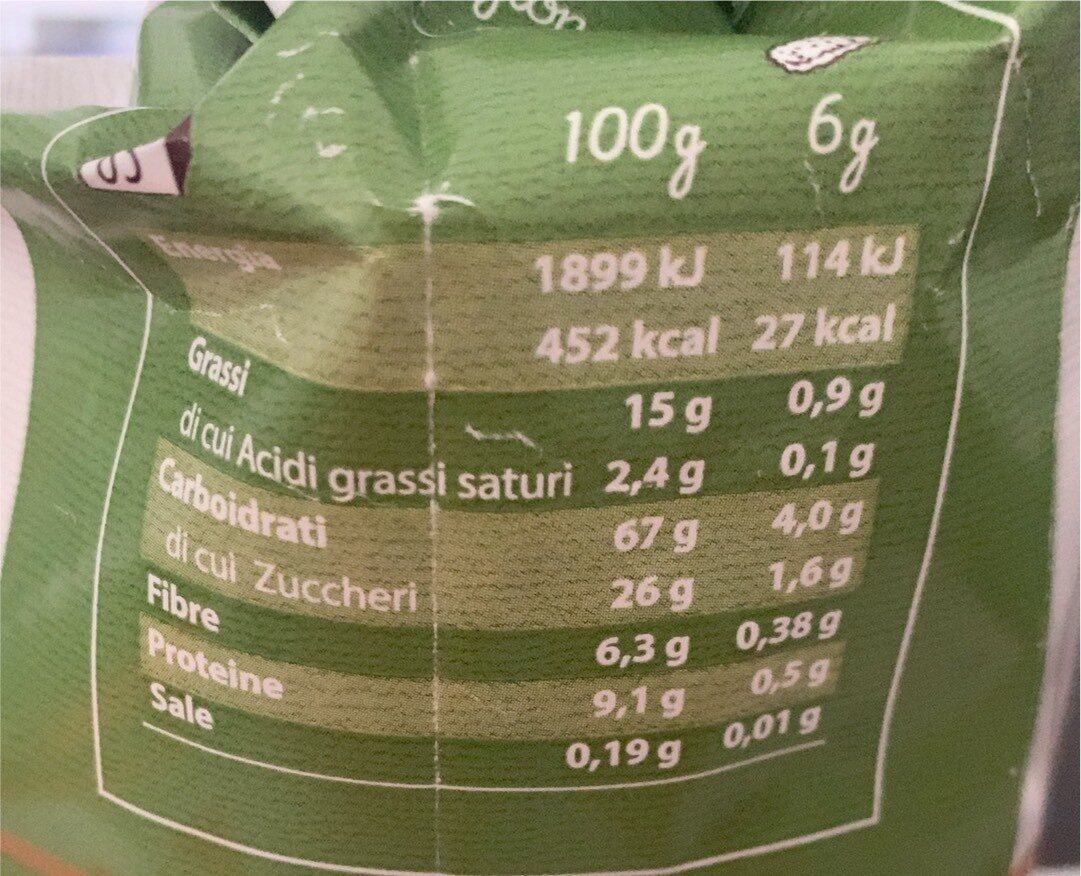 100g 6g
Energia 1899 kJ 114 kJ
452 kcal 27 kcal
Grassi 15 g 0,9 g
di cui Acidi grassi saturi 2,4 g 0,1 g
Carboidrati 67 g 4,0 g
di cui Zuccheri 26 g 1,6 g
Fibre 6,3 g 0,38 g
Proteine 9,1 g 0,5 g
Sale 0,19 g 0,01 g